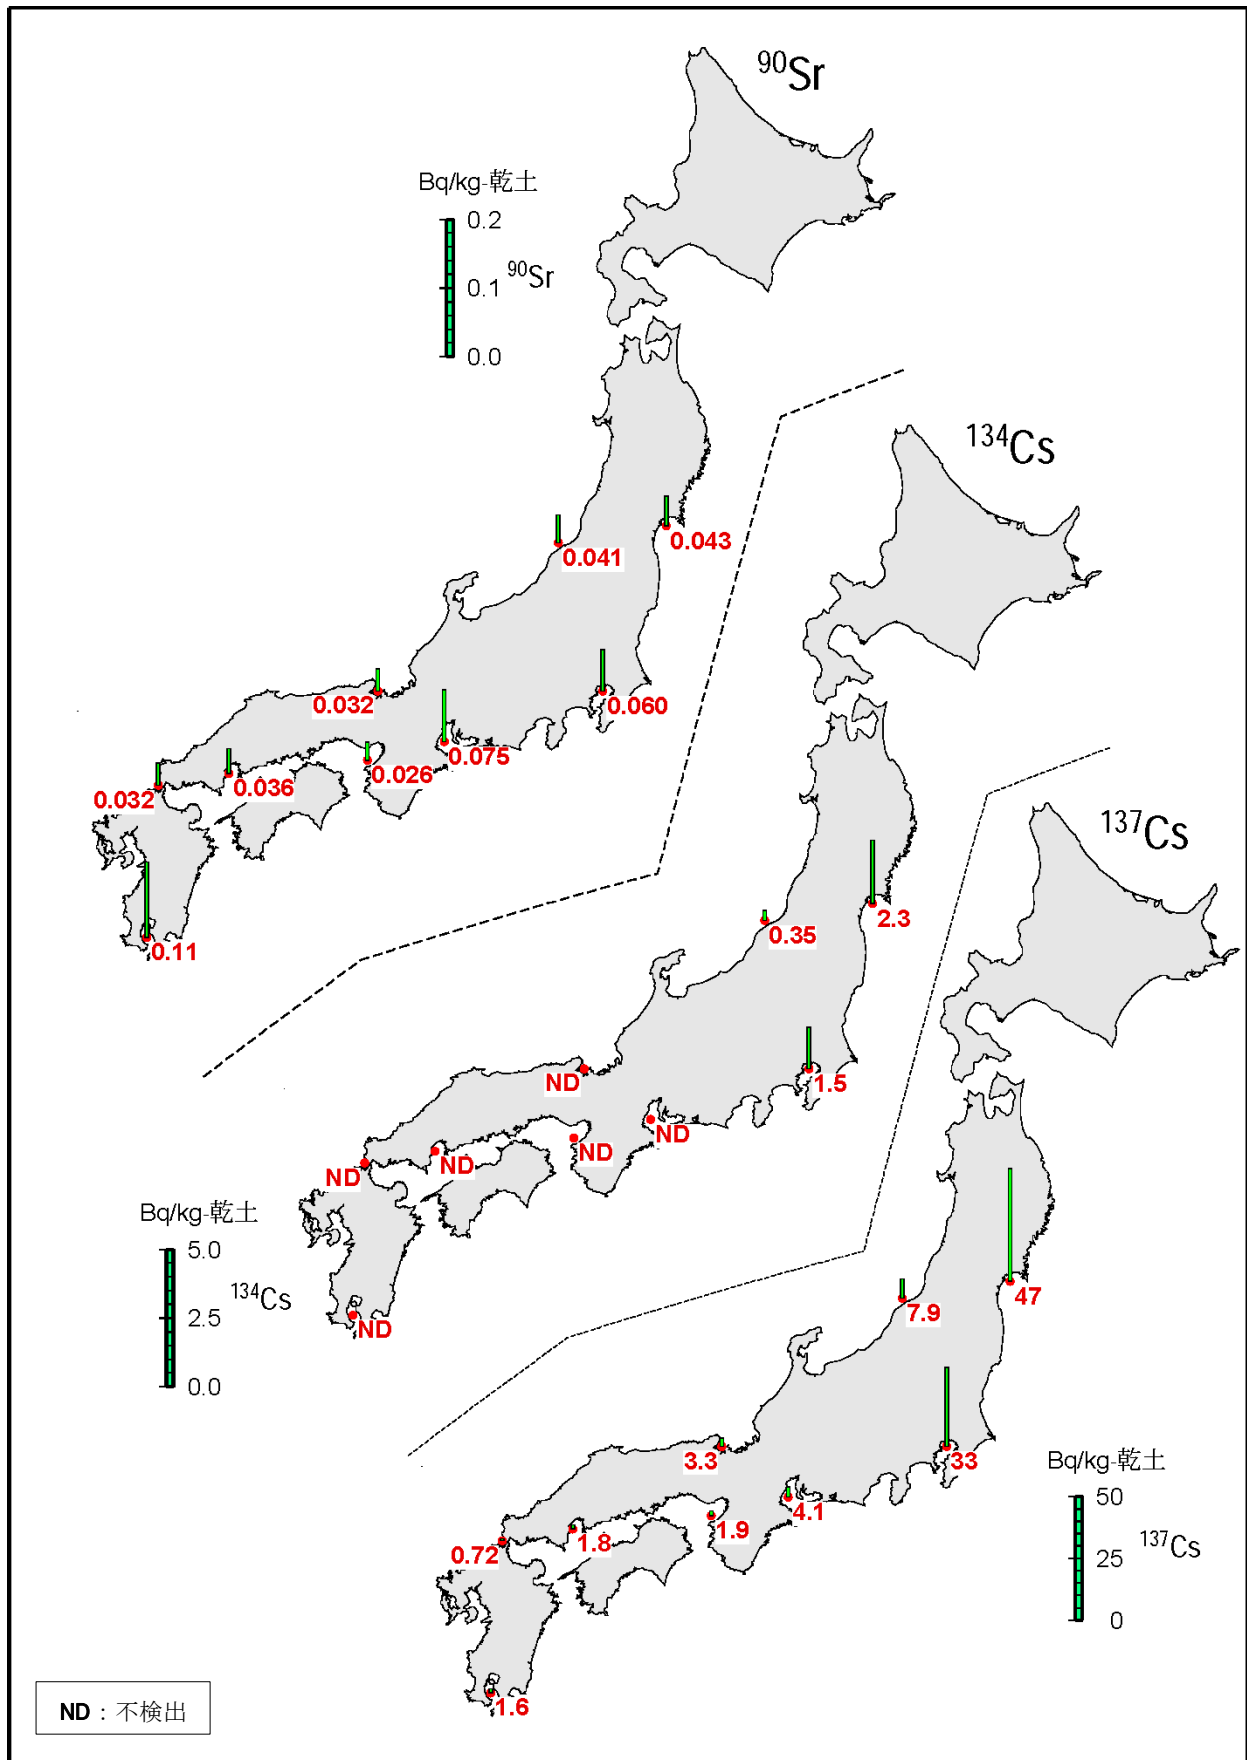 90Sr
Bq/kg-乾土
0.2
0.1
0.0
90Sr
0.041
0.043
0.032
0.060
0.075
0.026
0.036
0.032
0.11
134Cs
0.35
2.3
ND
1.5
ND
ND
ND
ND
ND
Bq/kg-乾土
5.0
2.5
0.0
134Cs
137Cs
7.9
47
3.3
33
4.1
1.9
1.8
0.72
1.6
Bq/kg-乾土
50
25
0
137Cs
ND：不検出